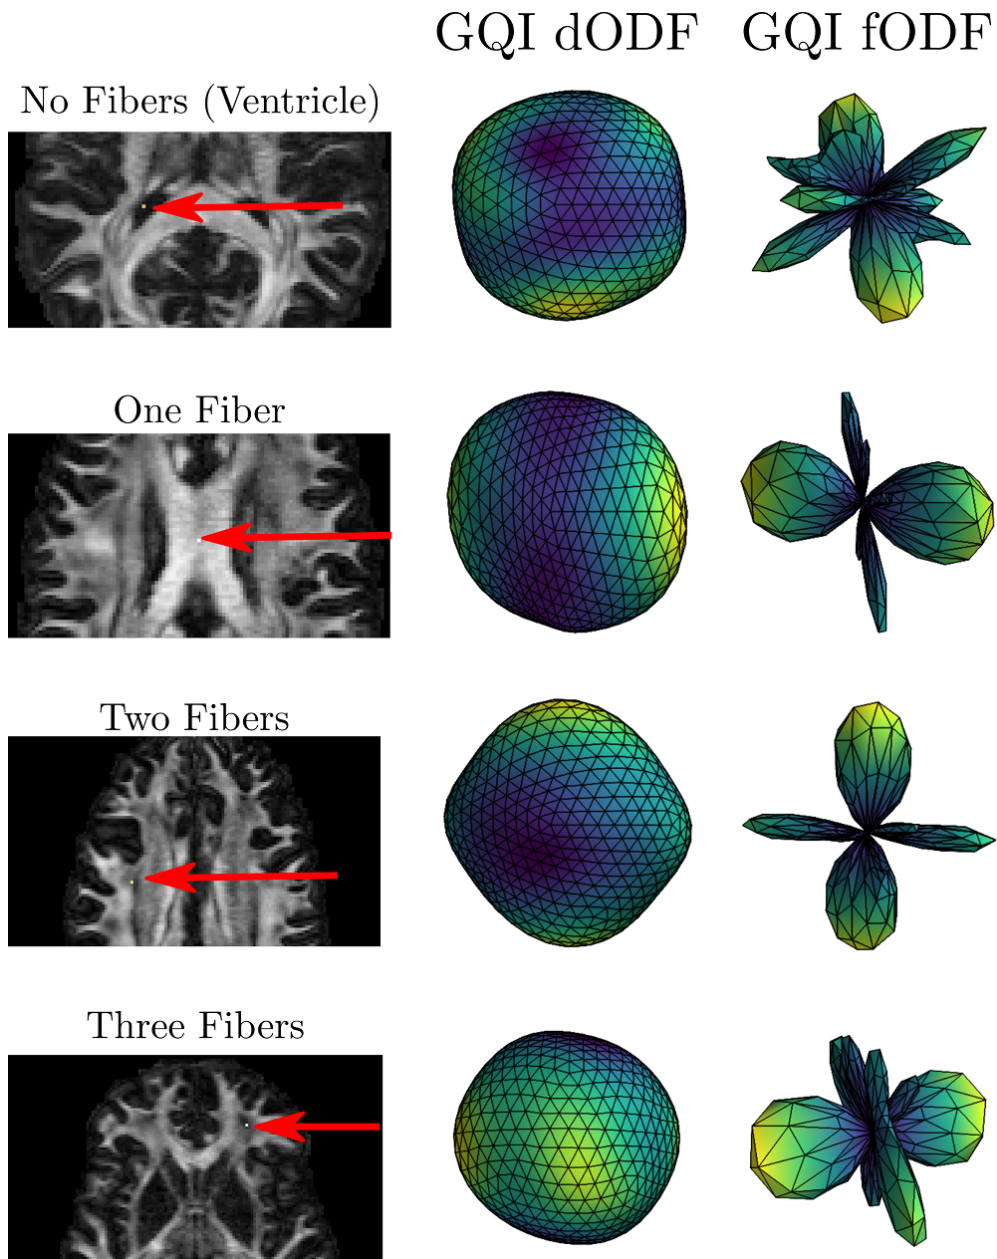 GQI dODF GQI fODF
No Fibers (Ventricle)
One Fiber
Two Fibers
Three Fibers